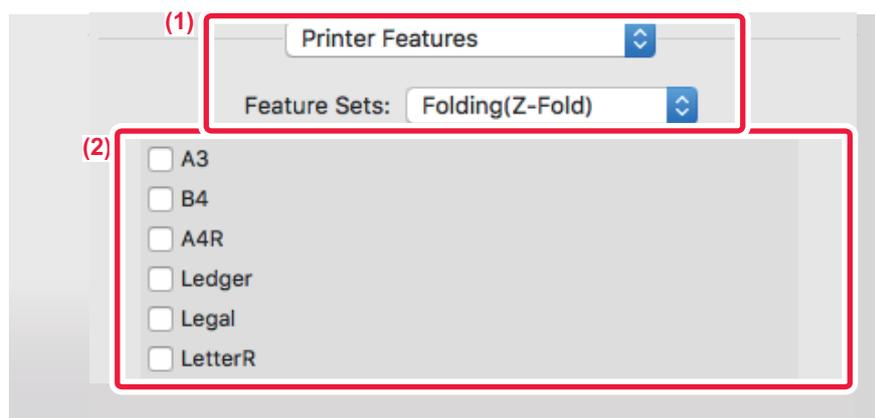 (1)
Printer Features
Feature Sets: Folding(Z-Fold)
(2)
A3
B4
A4R
Ledger
Legal
LetterR